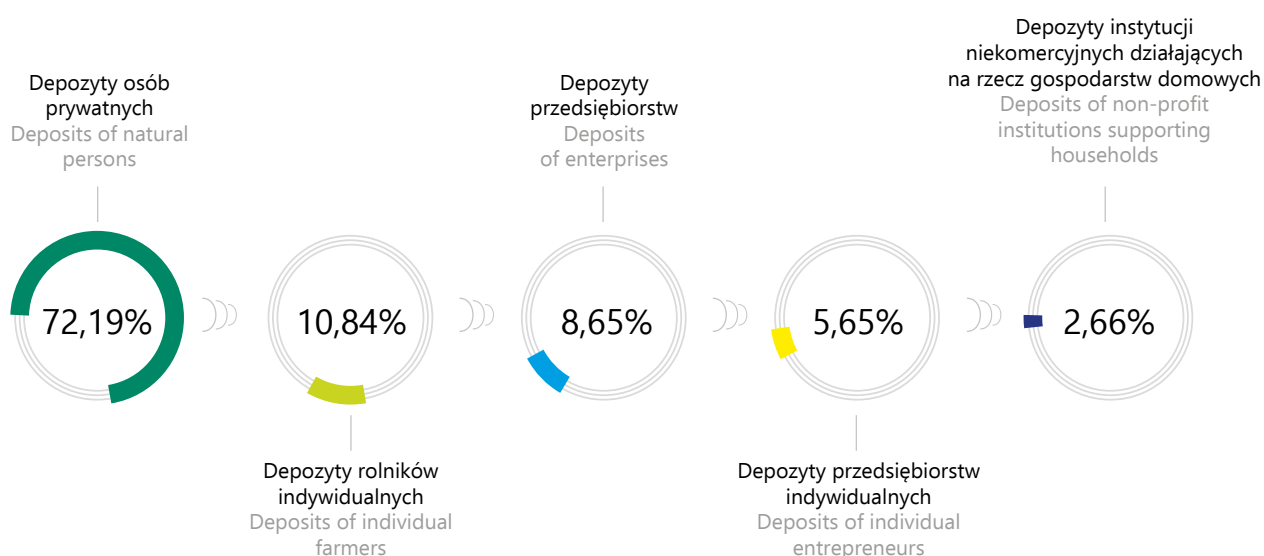 Depozyty osób
prywatnych
Deposits of natural
persons
72,19%
10,84%
Depozyty rolników
indywidualnych
Deposits of individual
farmers
Depozyty
przedsiębiorstw
Deposits
of enterprises
8,65%
5,65%
Depozyty przedsiębiorstw
indywidualnych
Deposits of individual
entrepreneurs
Depozyty instytucji
niekomercyjnych działających
na rzecz gospodarstw domowych
Deposits of non-profit
institutions supporting
households
2,66%